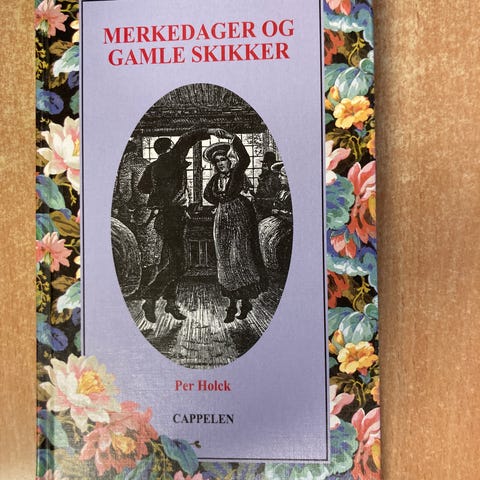 MERKEDAGER OG
GAMLE SKIKKER
Per Holck
CAPPELEN